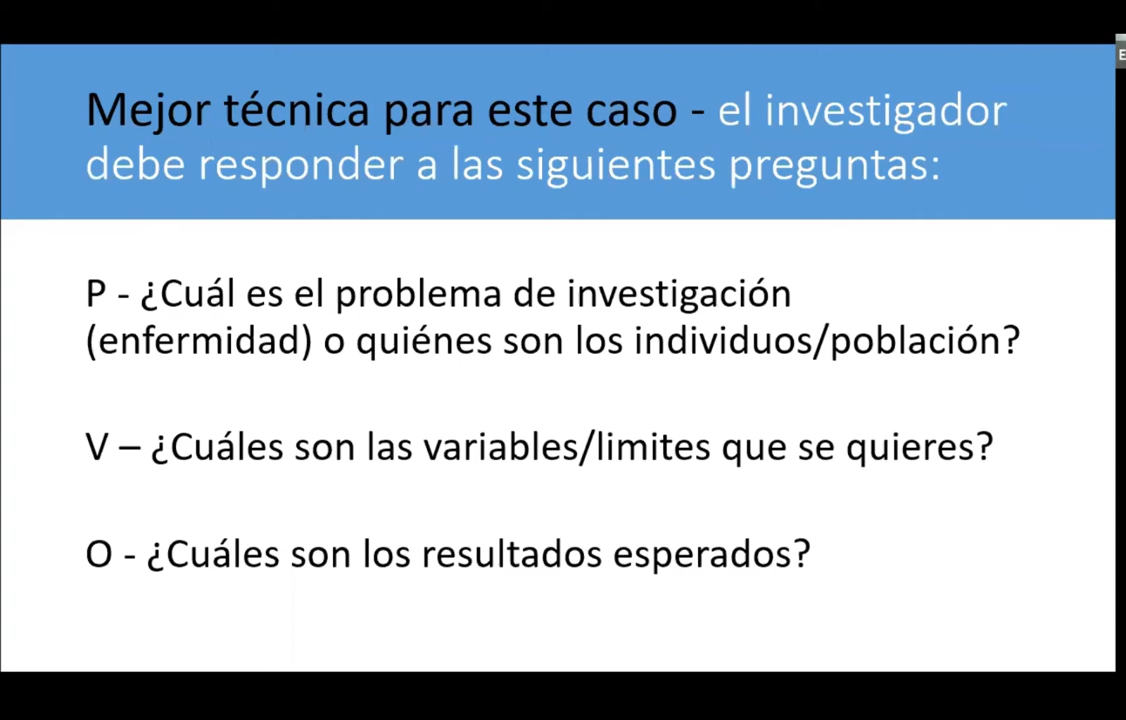 Mejor técnica para este caso - el investigador
debe responder a las siguientes preguntas:
P - ¿Cuál es el problema de investigación
(enfermidad) o quiénes son los individuos/población?
V – ¿Cuáles son las variables/limites que se quieres?
O - ¿Cuáles son los resultados esperados?
E